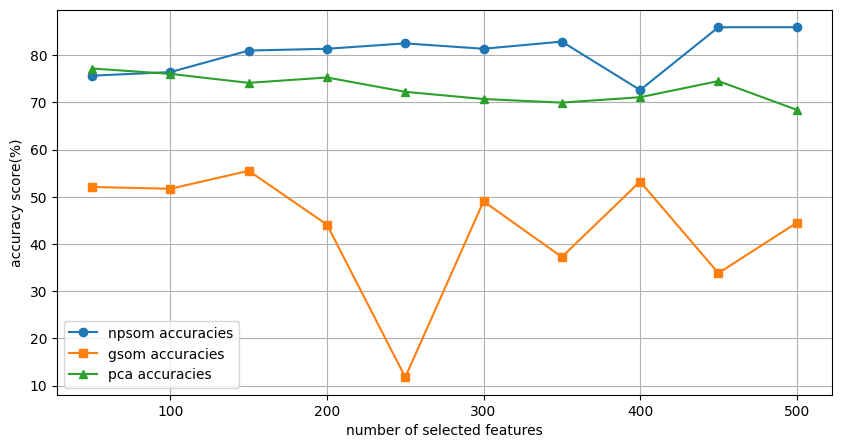 accuracy score(%)
80
70
60
50
40
30
20
10
npsom accuracies
gsom accuracies
pca accuracies
100 200 300 400 500
number of selected features